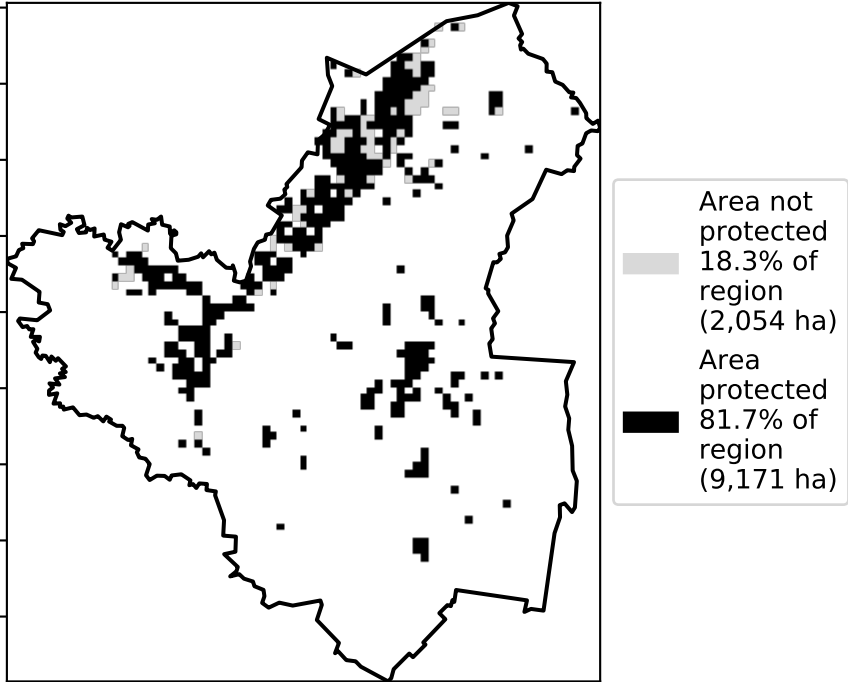 Area not
protected
18.3% of
region
(2,054 ha)
Area
protected
81.7% of
region
(9,171 ha)